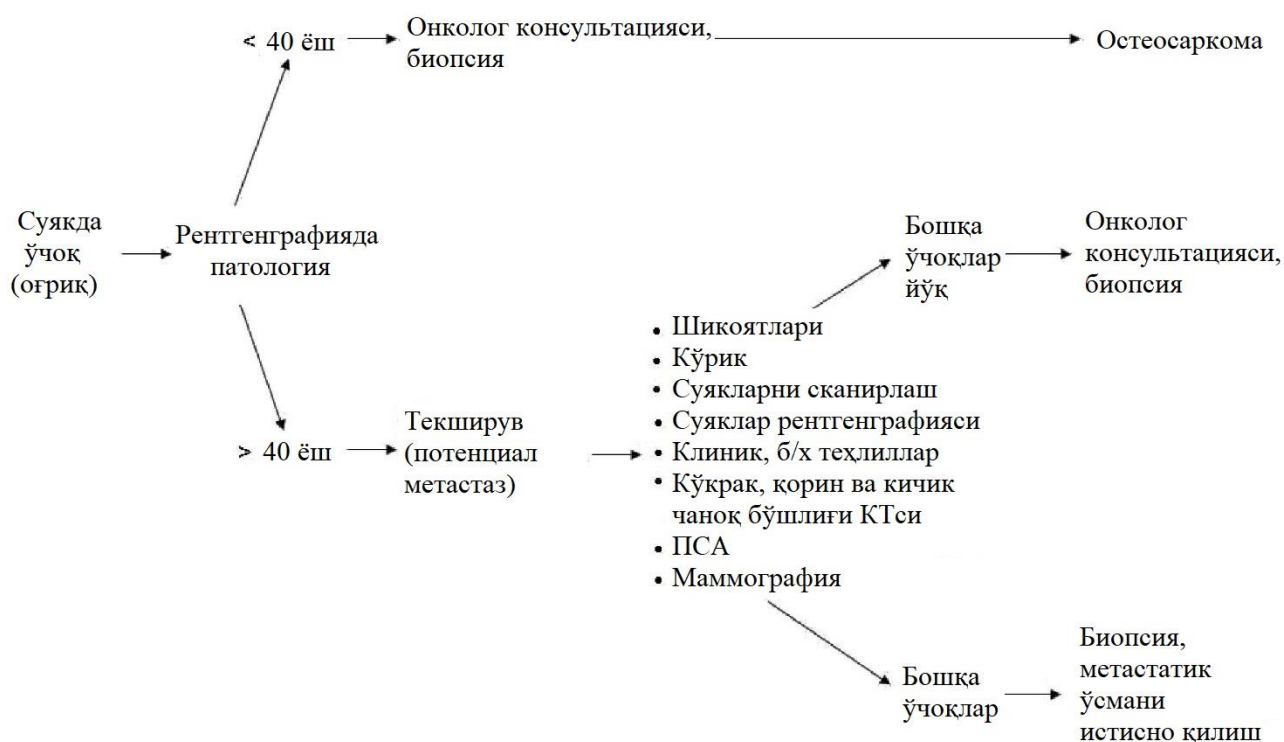 < 40 ёш
Онколог консультацияси,
биопсия
Остеосаркома
Суякда
ўчоқ
(оғриқ)
Рентгенграфияда
патология
> 40 ёш
Текширув
(потенциал
метастаз)
• Шикоятлари
• Кўрик
• Суякларни сканирлаш
• Суяклар рентгенграфияси
• Клиник, б/х теҳлиллар
• Кўкрак, қорин ва кичик
чаноқ бўшлиғи КТси
• ПСА
• Маммография
Бошқа
ўчоқлар
йўқ
Онколог
консультацияси,
биопсия
Бошқа
ўчоқлар
Биопсия,
метастатик
ўсмани
истисно қилиш